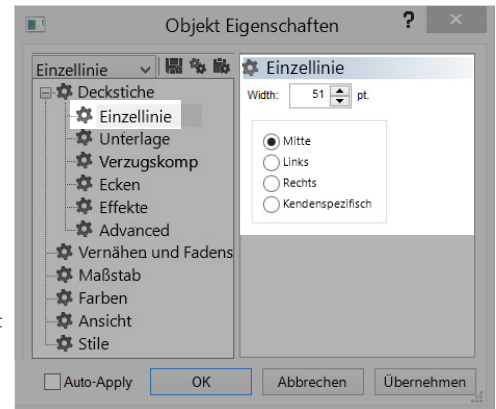 Objekt Eigenschaften ?
Einzellinie
Deckstiche
Einzellinie
Unterlage
Verzugskomp
Ecken
Effekte
Advanced
Vernähen und Fadens
Maßstab
Farben
Ansicht
Stile
Einzellinie
Width: 51 pt.
Mitte
Links
Rechts
Kendenspezifisch
Auto-Apply OK Abbrechen Übernehmen